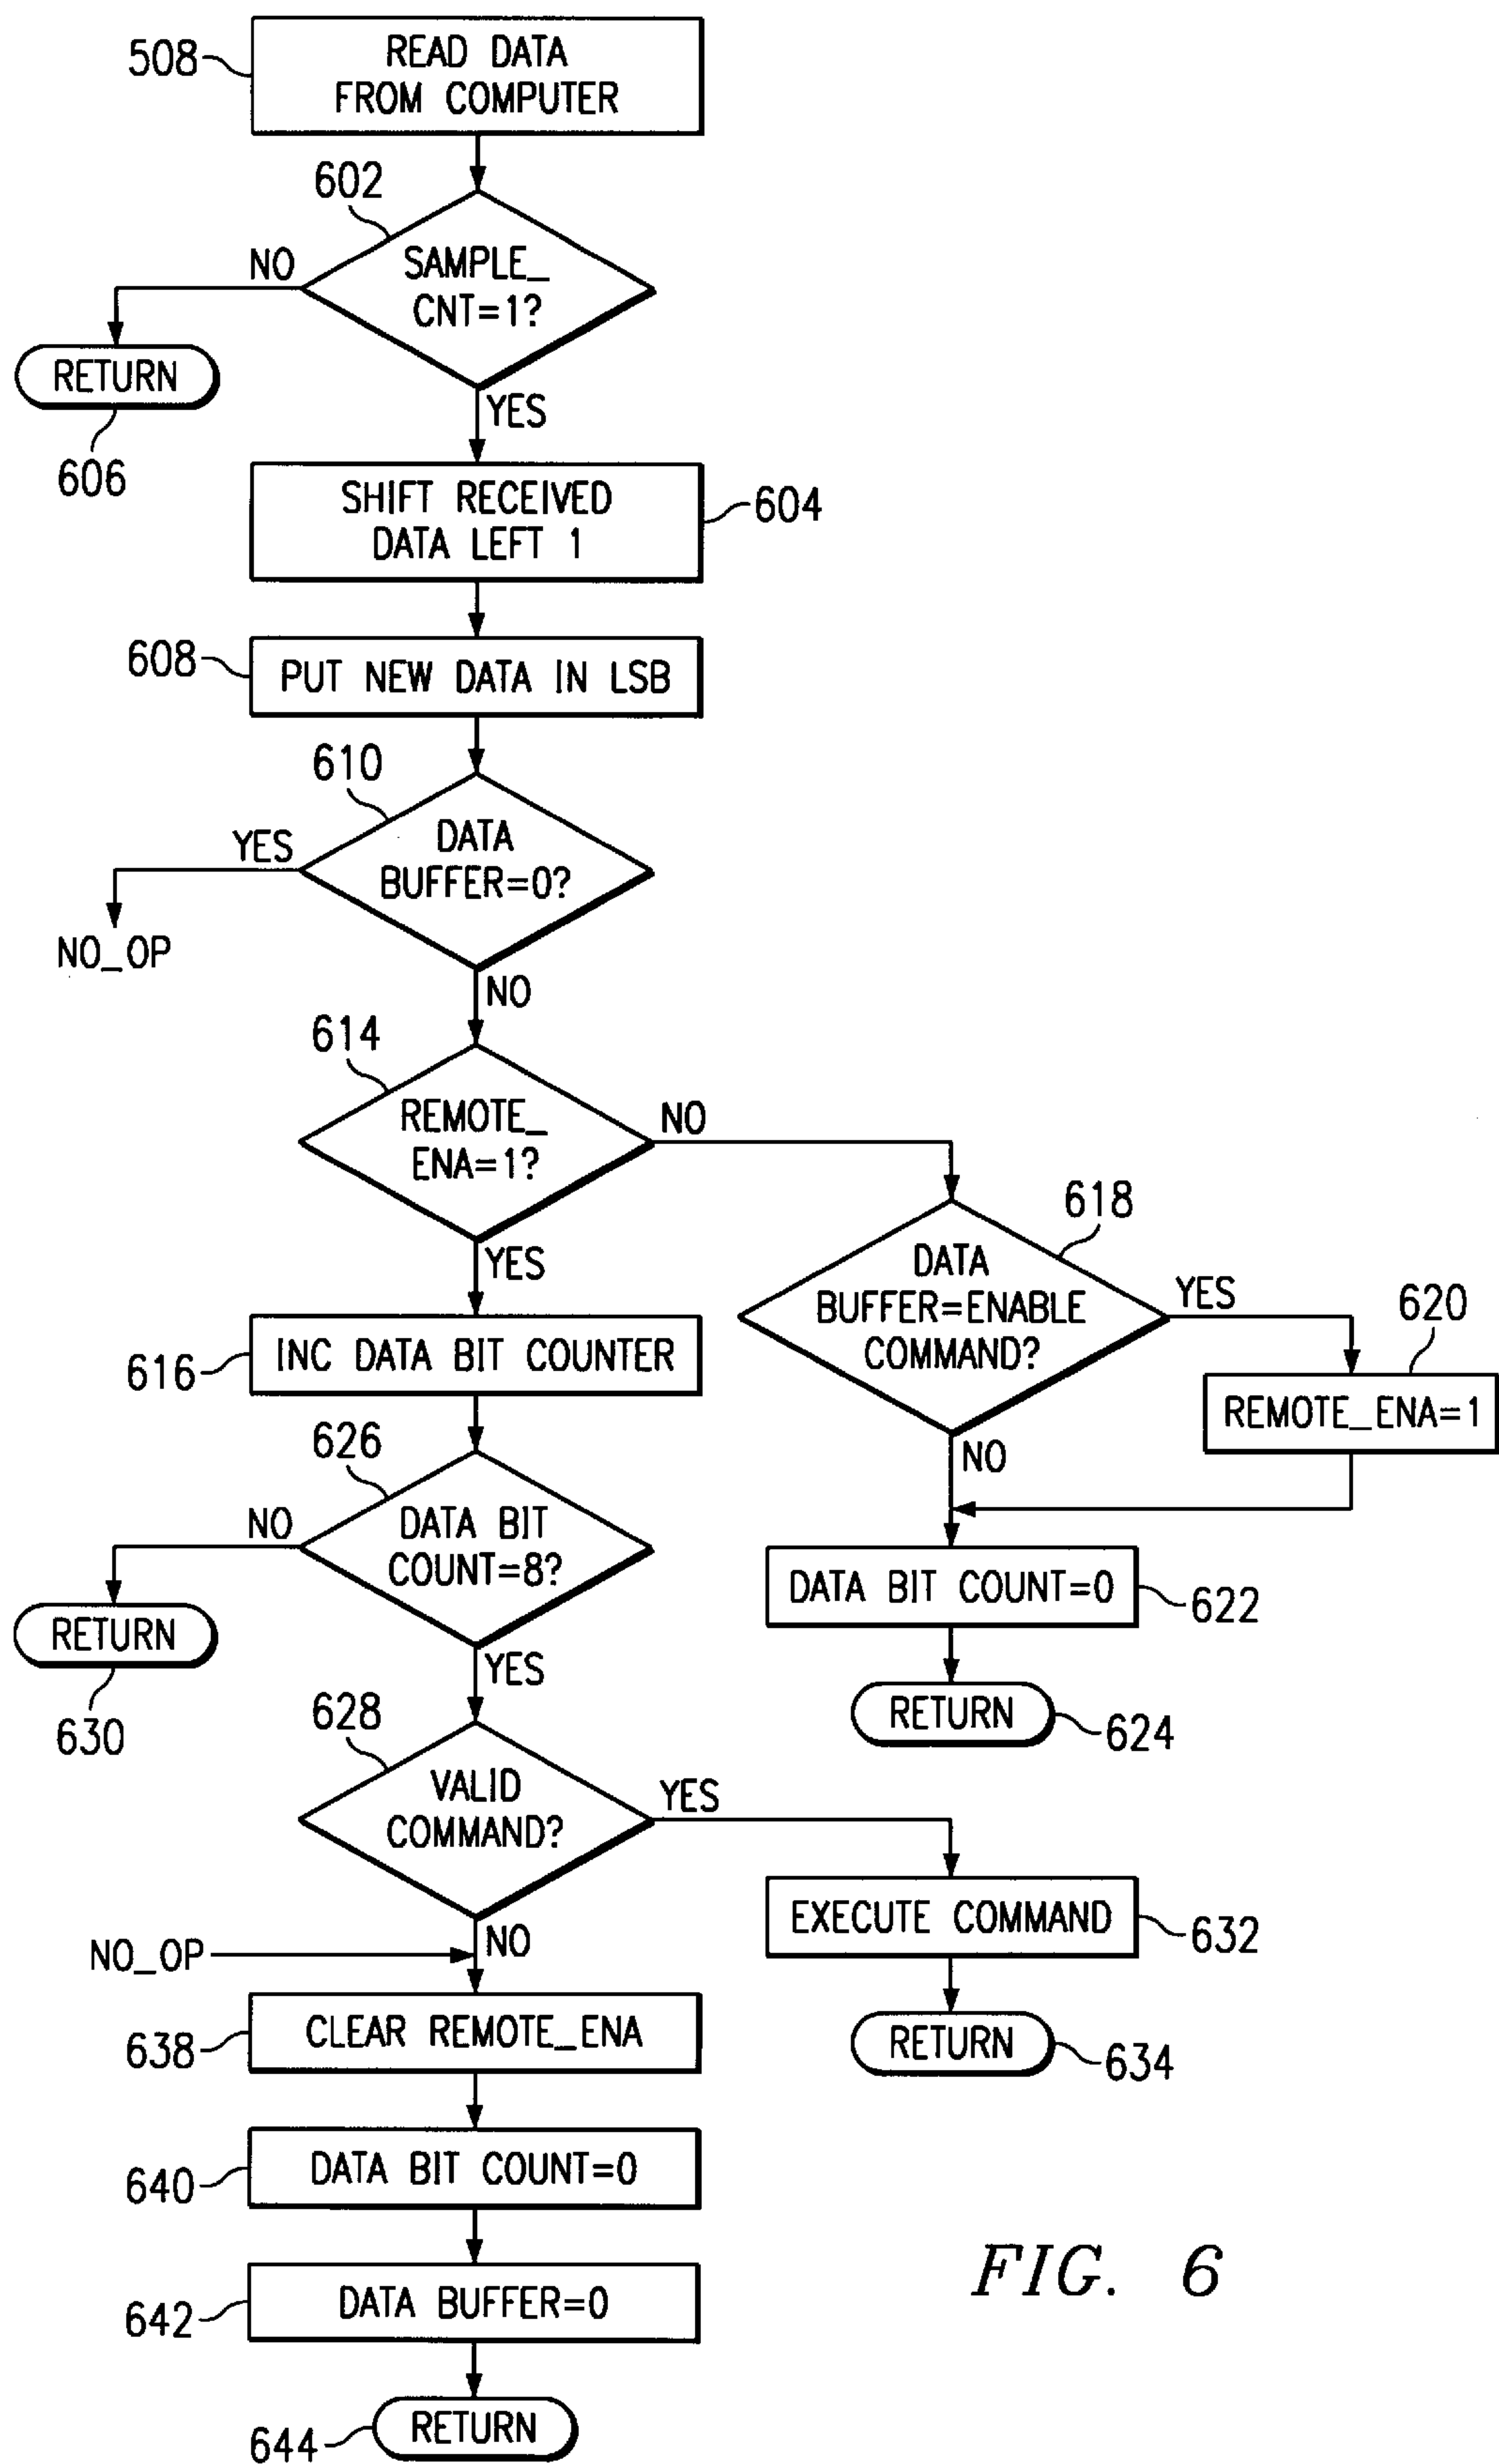 508
READ DATA
FROM COMPUTER
602
SAMPLE_
CNT=1?
NO
RETURN
606
YES
SHIFT RECEIVED
DATA LEFT 1
604
608
PUT NEW DATA IN LSB
610
DATA
BUFFER=0?
YES
NO_OP
NO
614
REMOTE_
ENA=1?
NO
YES
618
DATA
BUFFER=ENABLE
COMMAND?
YES
620
REMOTE_ENA=1
NO
616
INC DATA BIT COUNTER
626
DATA BIT
COUNT=8?
NO
RETURN
630
YES
DATA BIT COUNT=0
622
RETURN
624
628
VALID
COMMAND?
YES
EXECUTE COMMAND
632
RETURN
634
NO_OP
NO
638
CLEAR REMOTE_ENA
640
DATA BIT COUNT=0
642
DATA BUFFER=0
644
RETURN
FIG. 6